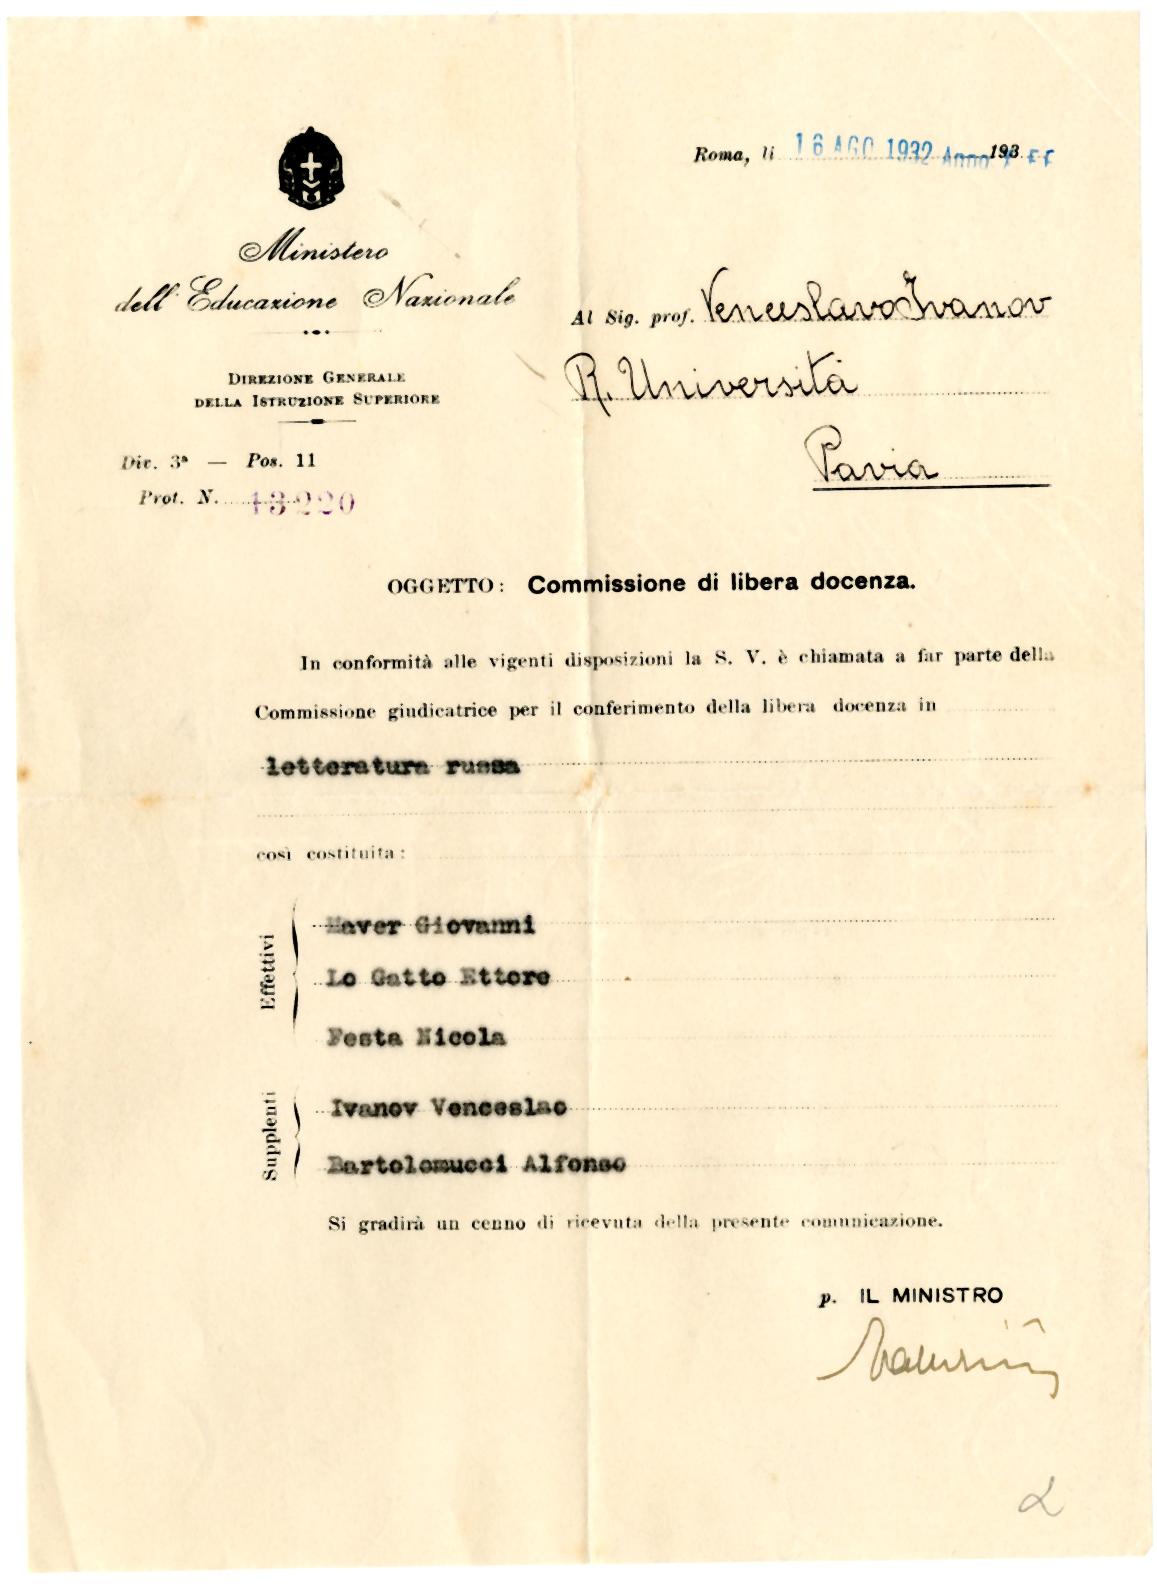 Roma, li 16 AGO 1932 Anno 193
Ministero
dell' Educazione Nazionale
DIREZIONE GENERALE
DELLA ISTRUZIONE SUPERIORE
Div. 3ª — Pos. 11
Prot. N. 13220
Al Sig. prof. Venceslavo Ivanov
R. Università
Pavia
OGGETTO: Commissione di libera docenza.
In conformità alle vigenti disposizioni la S. V. è chiamata a far parte della
Commissione giudicatrice per il conferimento della libera docenza in
letteratura russa
così costituita:
Effettivi
Maver Giovanni
Lo Gatto Ettore
Festa Nicola
Supplenti
Ivanov Venceslao
Bartolomucci Alfonso
Si gradirà un cenno di ricevuta della presente comunicazione.
p. IL MINISTRO